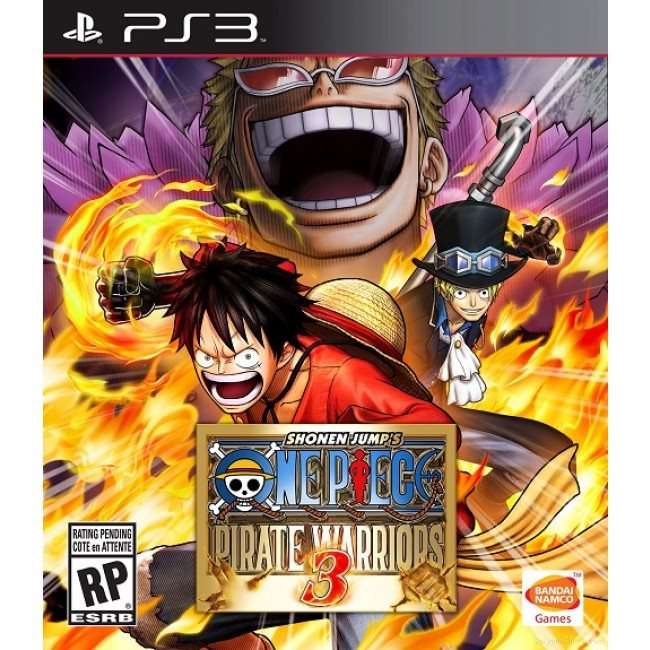 PS3
SHONEN JUMP'S
ONE PIECE
PIRATE WARRIORS
3
RATING PENDING
COTE en ATTENTE
RP
ESRB
BANDAI
NAMCO
Games